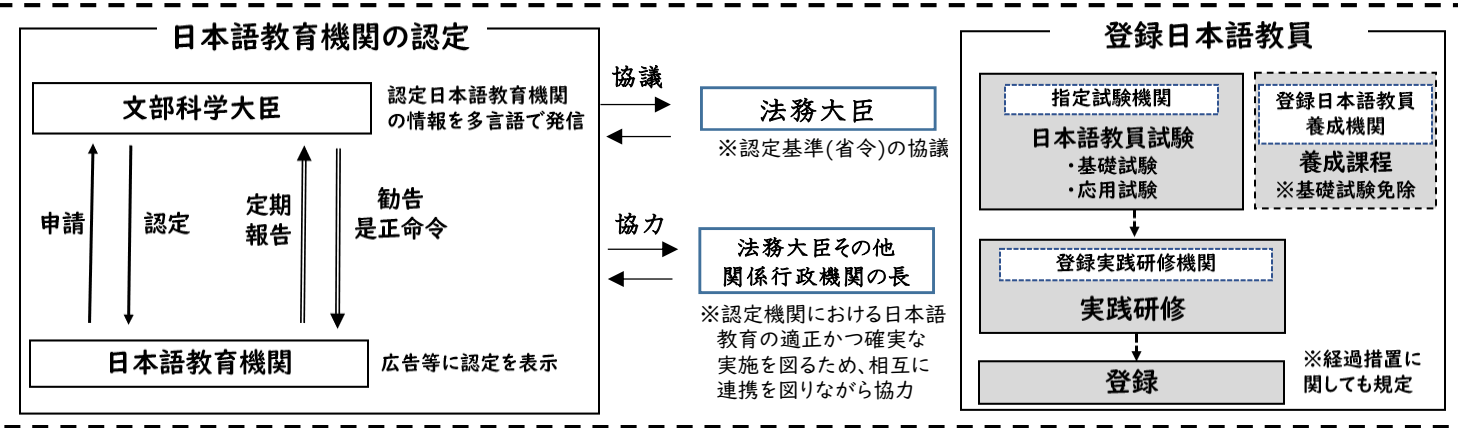 日本語教育機関の認定
文部科学大臣
認定日本語教育機関
の情報を多言語で発信
申請
認定
定期
報告
勧告
是正命令
日本語教育機関
広告等に認定を表示
協議
法務大臣
※認定基準(省令)の協議
協力
法務大臣その他
関係行政機関の長
※認定機関における日本語
教育の適正かつ確実な
実施を図るため、相互に
連携を図りながら協力
登録日本語教員
指定試験機関
日本語教員試験
・基礎試験
・応用試験
登録日本語教員
養成機関
養成課程
※基礎試験免除
登録実践研修機関
実践研修
登録
※経過措置に
関しても規定